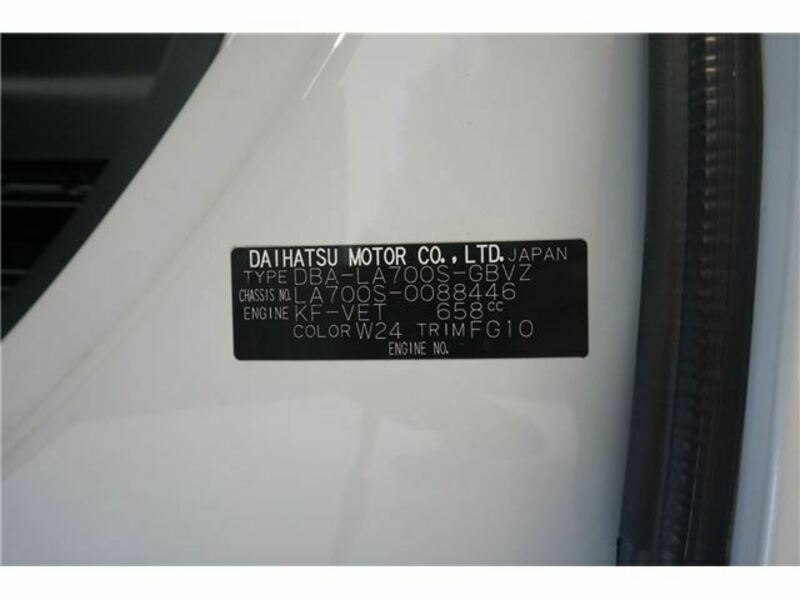 DAIHATSU MOTOR CO.,LTD. JAPAN
TYPE DBA-LA700S-GBVZ
CHASSIS NO. LA700S-0088446
ENGINE KF-VET 658cc
COLOR W24 TRIM FG10
ENGINE NO.